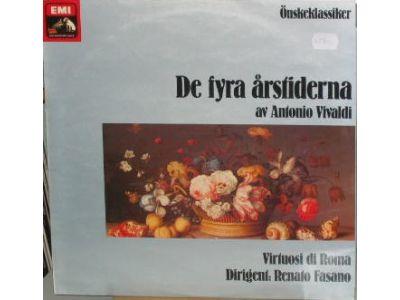 EMI
Önskeklassiker
De fyra årstiderna
av Antonio Vivaldi
Virtuosi di Roma
Dirigent: Renato Fasano